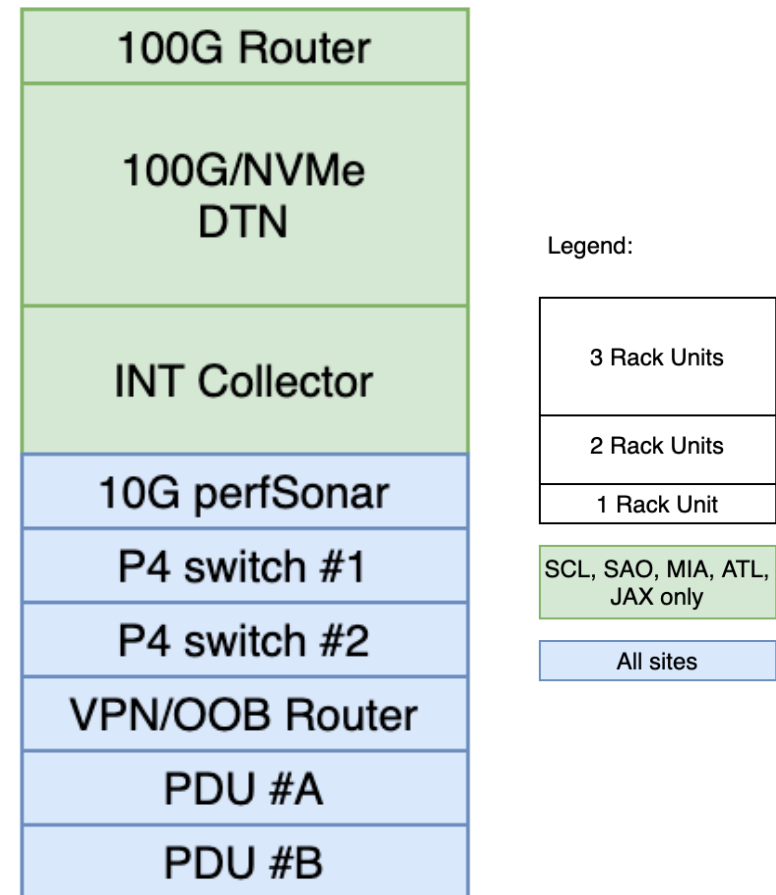 100G Router
100G/NVMe
DTN
INT Collector
10G perfSonar
P4 switch #1
P4 switch #2
VPN/OOB Router
PDU #A
PDU #B
Legend:
3 Rack Units
2 Rack Units
1 Rack Unit
SCL, SAO, MIA, ATL,
JAX only
All sites